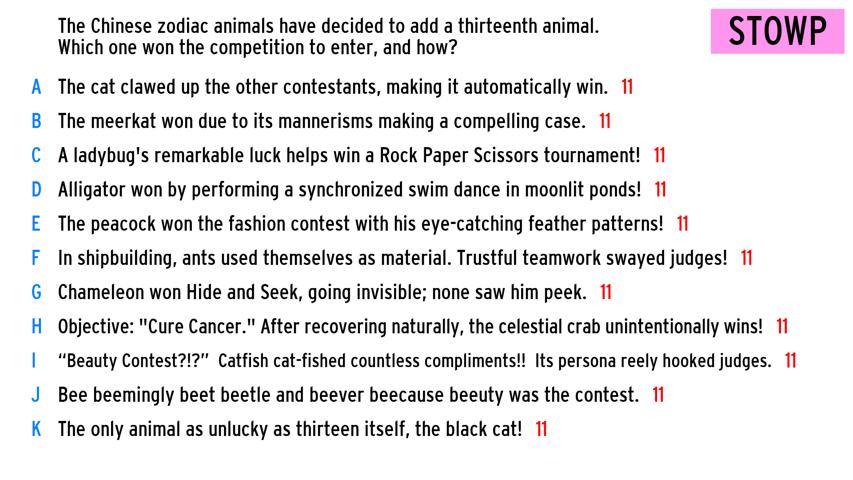 The Chinese zodiac animals have decided to add a thirteenth animal.
Which one won the competition to enter, and how?
STOWP
A The cat clawed up the other contestants, making it automatically win. 11
B The meerkat won due to its mannerisms making a compelling case. 11
C A ladybug's remarkable luck helps win a Rock Paper Scissors tournament! 11
D Alligator won by performing a synchronized swim dance in moonlit ponds! 11
E The peacock won the fashion contest with his eye-catching feather patterns! 11
F In shipbuilding, ants used themselves as material. Trustful teamwork swayed judges! 11
G Chameleon won Hide and Seek, going invisible; none saw him peek. 11
H Objective: "Cure Cancer." After recovering naturally, the celestial crab unintentionally wins! 11
I “Beauty Contest?!?” Catfish cat-fished countless compliments!! Its persona reely hooked judges. 11
J Bee beemingly beet beetle and beever beecause beeuty was the contest. 11
K The only animal as unlucky as thirteen itself, the black cat! 11